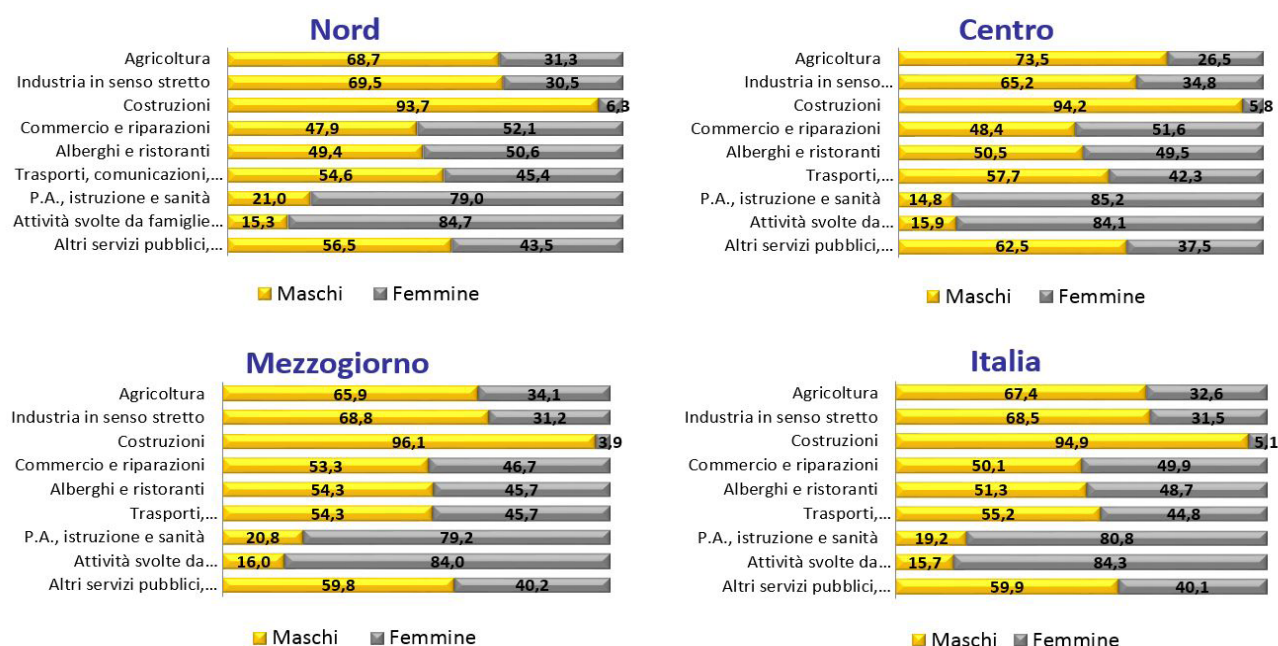 Nord
Agricoltura 68,7 31,3
Industria in senso stretto 69,5 30,5
Costruzioni 93,7 6,3
Commercio e riparazioni 47,9 52,1
Alberghi e ristoranti 49,4 50,6
Trasporti, comunicazioni,... 54,6 45,4
P.A., istruzione e sanità 21,0 79,0
Attività svolte da famiglie... 15,3 84,7
Altri servizi pubblici,... 56,5 43,5
Maschi Femmine
Centro
Agricoltura 73,5 26,5
Industria in senso... 65,2 34,8
Costruzioni 94,2 5,8
Commercio e riparazioni 48,4 51,6
Alberghi e ristoranti 50,5 49,5
Trasporti,... 57,7 42,3
P.A., istruzione e sanità 14,8 85,2
Attività svolte da... 15,9 84,1
Altri servizi pubblici,... 62,5 37,5
Maschi Femmine
Mezzogiorno
Agricoltura 65,9 34,1
Industria in senso stretto 68,8 31,2
Costruzioni 96,1 3,9
Commercio e riparazioni 53,3 46,7
Alberghi e ristoranti 54,3 45,7
Trasporti,... 54,3 45,7
P.A., istruzione e sanità 20,8 79,2
Attività svolte da... 16,0 84,0
Altri servizi pubblici,... 59,8 40,2
Maschi Femmine
Italia
Agricoltura 67,4 32,6
Industria in senso stretto 68,5 31,5
Costruzioni 94,9 5,1
Commercio e riparazioni 50,1 49,9
Alberghi e ristoranti 51,3 48,7
Trasporti,... 55,2 44,8
P.A., istruzione e sanità 19,2 80,8
Attività svolte da... 15,7 84,3
Altri servizi pubblici,... 59,9 40,1
Maschi Femmine